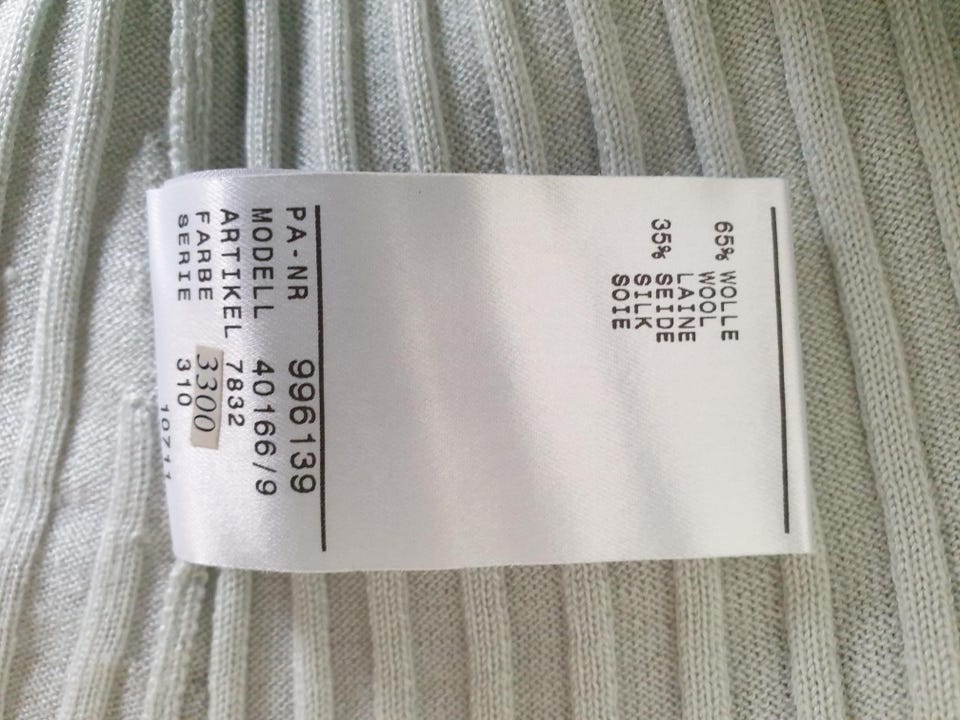 65% WOLLE
WOOL
LAINE
35% SEIDE
SILK
SOIE
PA-NR 996139
MODELL 40166/9
ARTIKEL 7832
FARBE 3300
SERIE 310